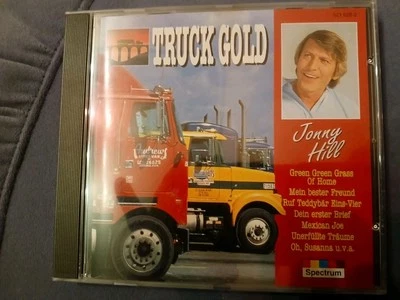 TRUCK GOLD
Jonny
Hill
Green Green Grass
Of Home
Mein bester Freund
Ruf Teddybär Eins-Vier
Dein erster Brief
Mexican Joe
Unerfüllte Träume
Oh, Susanna u.v.a.
Spectrum